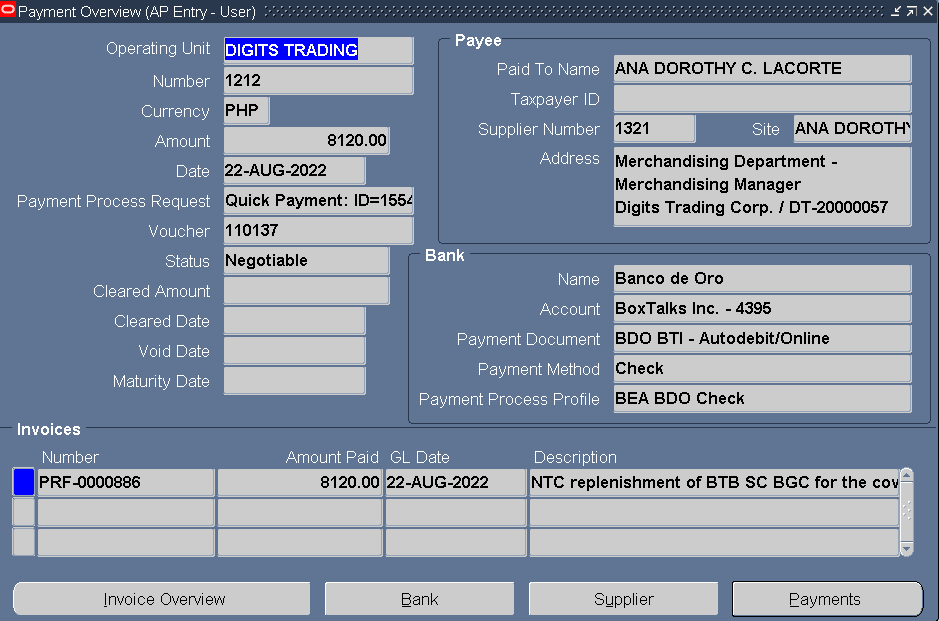 Payment Overview (AP Entry - User)
Operating Unit DIGITS TRADING
Number 1212
Currency PHP
Amount 8120.00
Date 22-AUG-2022
Payment Process Request Quick Payment: ID=1554
Voucher 110137
Status Negotiable
Cleared Amount
Cleared Date
Void Date
Maturity Date
Payee
Paid To Name ANA DOROTHY C. LACORTE
Taxpayer ID
Supplier Number 1321 Site ANA DOROTHY
Address Merchandising Department -
Merchandising Manager
Digits Trading Corp. / DT-20000057
Bank
Name Banco de Oro
Account BoxTalks Inc. - 4395
Payment Document BDO BTI - Autodebit/Online
Payment Method Check
Payment Process Profile BEA BDO Check
Invoices
Number Amount Paid GL Date Description
PRF-0000886 8120.00 22-AUG-2022 NTC replenishment of BTB SC BGC for the cov
Invoice Overview Bank Supplier Payments